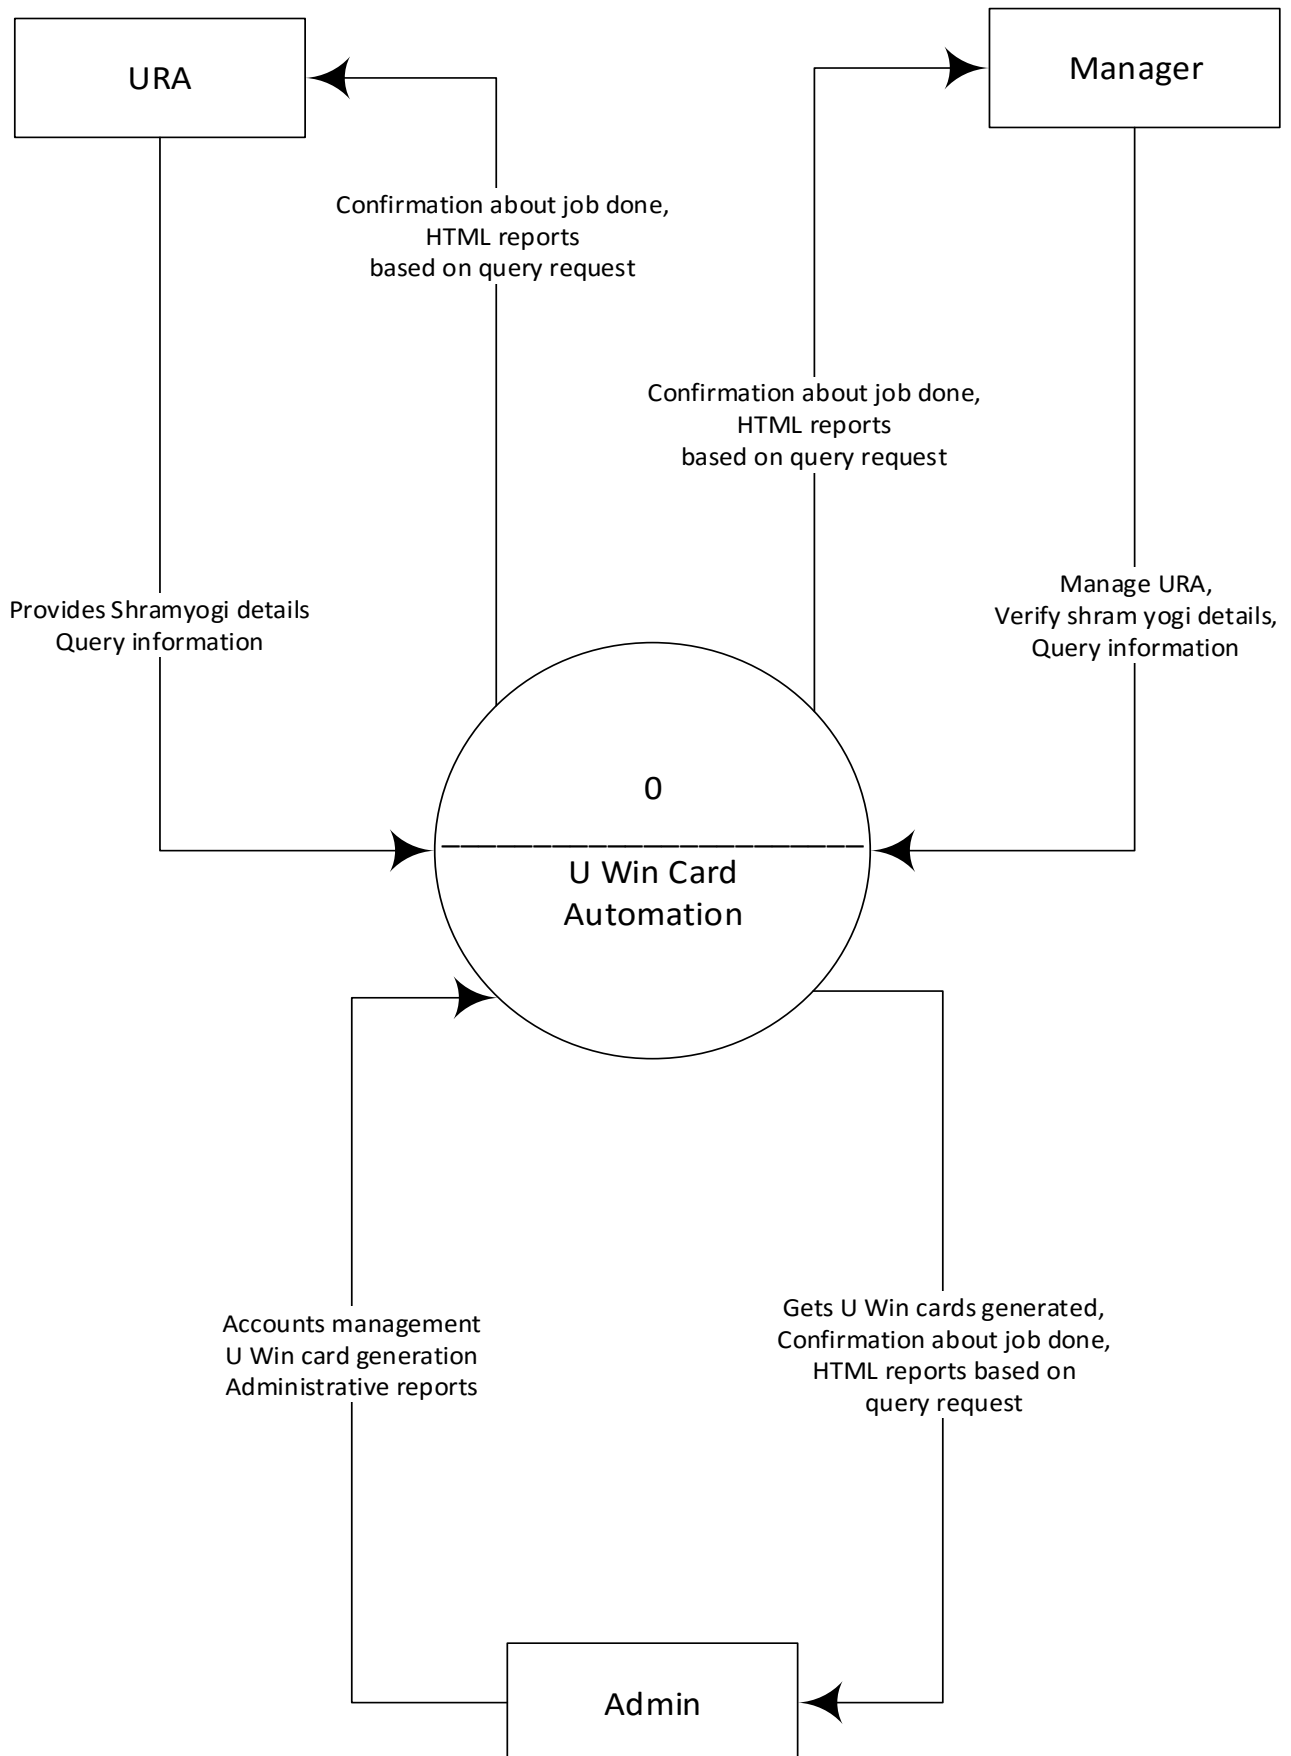 URA
Manager
Confirmation about job done,
HTML reports
based on query request
Confirmation about job done,
HTML reports
based on query request
Provides Shramyogi details
Query information
Manage URA,
Verify shram yogi details,
Query information
0
U Win Card
Automation
Accounts management
U Win card generation
Administrative reports
Gets U Win cards generated,
Confirmation about job done,
HTML reports based on
query request
Admin